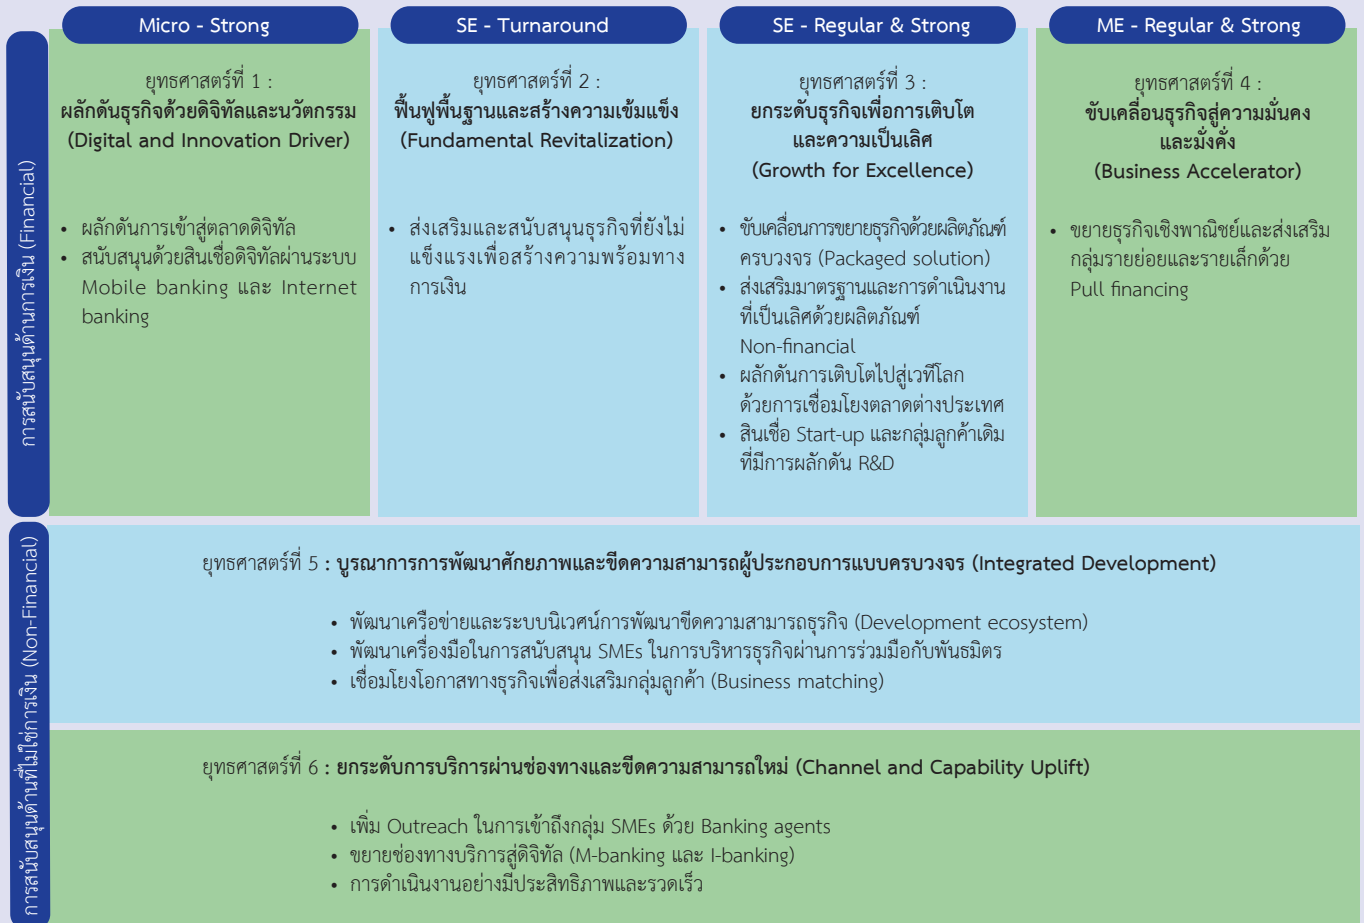 Micro - Strong
SE - Turnaround
SE - Regular & Strong
ME - Regular & Strong
การสนับสนุนด้านการเงิน (Financial)
ยุทธศาสตร์ที่ 1 :
ผลักดันธุรกิจด้วยดิจิทัลและนวัตกรรม
(Digital and Innovation Driver)
• ผลักดันการเข้าสู่ตลาดดิจิทัล
• สนับสนุนด้วยสินเชื่อดิจิทัลผ่านระบบ
Mobile banking และ Internet
banking
ยุทธศาสตร์ที่ 2 :
ฟื้นฟูพื้นฐานและสร้างความเข้มแข็ง
(Fundamental Revitalization)
• ส่งเสริมและสนับสนุนธุรกิจที่ยังไม่
แข็งแรงเพื่อสร้างความพร้อมทาง
การเงิน
ยุทธศาสตร์ที่ 3 :
ยกระดับธุรกิจเพื่อการเติบโต
และความเป็นเลิศ
(Growth for Excellence)
• ขับเคลื่อนการขยายธุรกิจด้วยผลิตภัณฑ์
ครบวงจร (Packaged solution)
• ส่งเสริมมาตรฐานและการดำเนินงาน
ที่เป็นเลิศด้วยผลิตภัณฑ์
Non-financial
• ผลักดันการเติบโตไปสู่เวทีโลก
ด้วยการเชื่อมโยงตลาดต่างประเทศ
• สินเชื่อ Start-up และกลุ่มลูกค้าเดิม
ที่มีการผลักดัน R&D
ยุทธศาสตร์ที่ 4 :
ขับเคลื่อนธุรกิจสู่ความมั่นคง
และมั่งคั่ง
(Business Accelerator)
• ขยายธุรกิจเชิงพาณิชย์และส่งเสริม
กลุ่มรายย่อยและรายเล็กด้วย
Pull financing
การสนับสนุนด้านที่ไม่ใช่การเงิน (Non-Financial)
ยุทธศาสตร์ที่ 5 : บูรณาการการพัฒนาศักยภาพและขีดความสามารถผู้ประกอบการแบบครบวงจร (Integrated Development)
• พัฒนาเครือข่ายและระบบนิเวศน์การพัฒนาขีดความสามารถธุรกิจ (Development ecosystem)
• พัฒนาเครื่องมือในการสนับสนุน SMEs ในการบริหารธุรกิจผ่านการร่วมมือกับพันธมิตร
• เชื่อมโยงโอกาสทางธุรกิจเพื่อส่งเสริมกลุ่มลูกค้า (Business matching)
ยุทธศาสตร์ที่ 6 : ยกระดับการบริการผ่านช่องทางและขีดความสามารถใหม่ (Channel and Capability Uplift)
• เพิ่ม Outreach ในการเข้าถึงกลุ่ม SMEs ด้วย Banking agents
• ขยายช่องทางบริการสู่ดิจิทัล (M-banking และ I-banking)
• การดำเนินงานอย่างมีประสิทธิภาพและรวดเร็ว